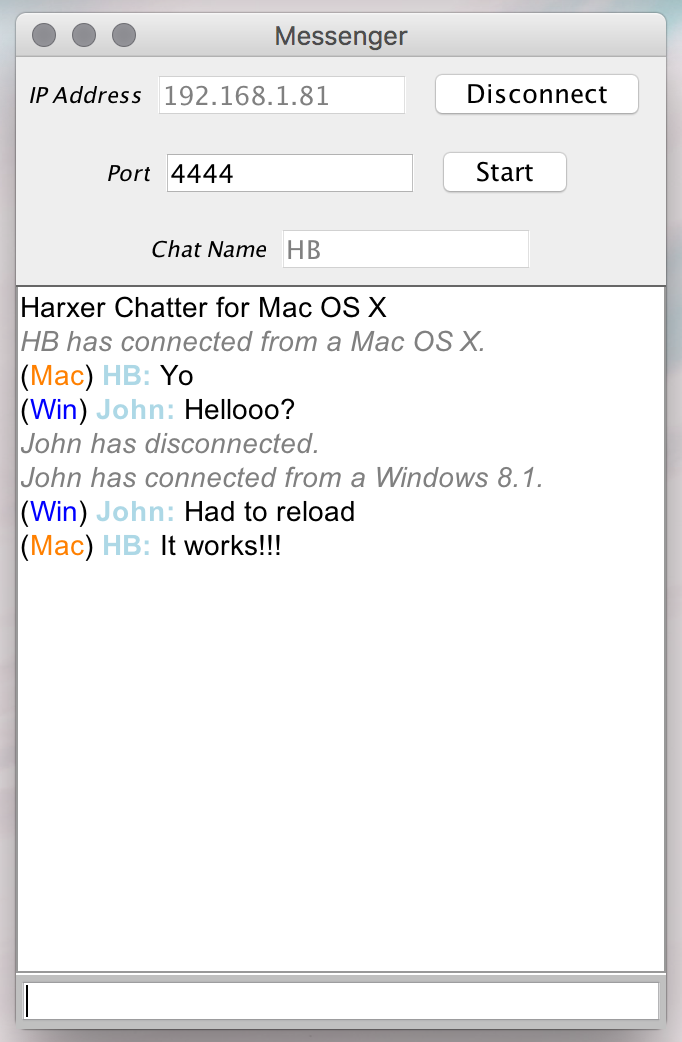 Messenger
IP Address 192.168.1.81 Disconnect
Port 4444 Start
Chat Name HB
Harxer Chatter for Mac OS X
HB has connected from a Mac OS X.
(Mac) HB: Yo
(Win) John: Hellooo?
John has disconnected.
John has connected from a Windows 8.1.
(Win) John: Had to reload
(Mac) HB: It works!!!